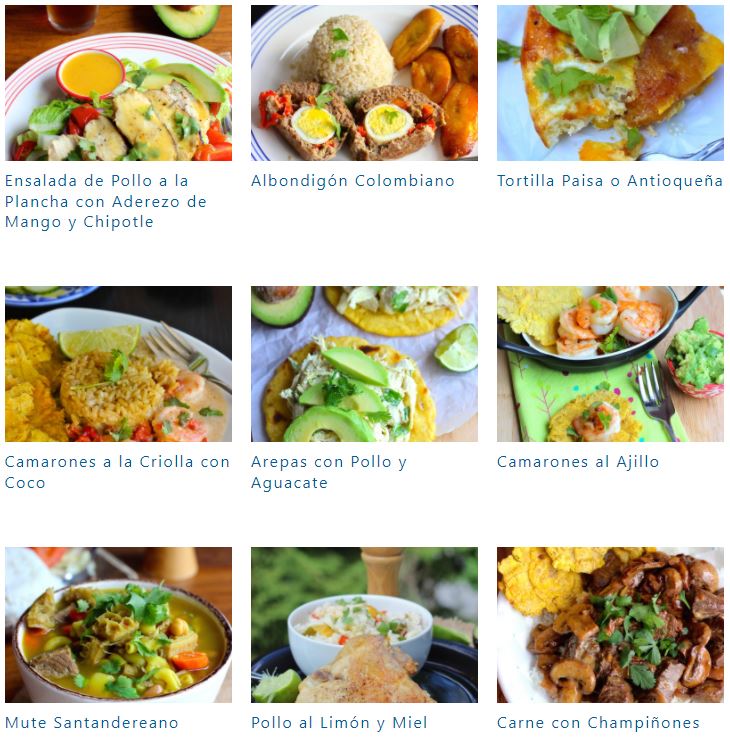 Ensalada de Pollo a la
Plancha con Aderezo de
Mango y Chipotle
Albondigón Colombiano
Tortilla Paisa o Antioqueña
Camarones a la Criolla con
Coco
Arepas con Pollo y
Aguacate
Camarones al Ajillo
Mute Santandereano
Pollo al Limón y Miel
Carne con Champiñones